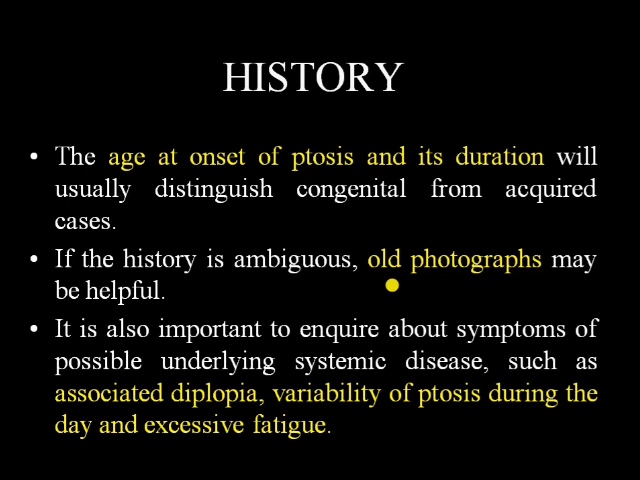 HISTORY
• The age at onset of ptosis and its duration will
usually distinguish congenital from acquired
cases.
• If the history is ambiguous, old photographs may
be helpful.
• It is also important to enquire about symptoms of
possible underlying systemic disease, such as
associated diplopia, variability of ptosis during the
day and excessive fatigue.